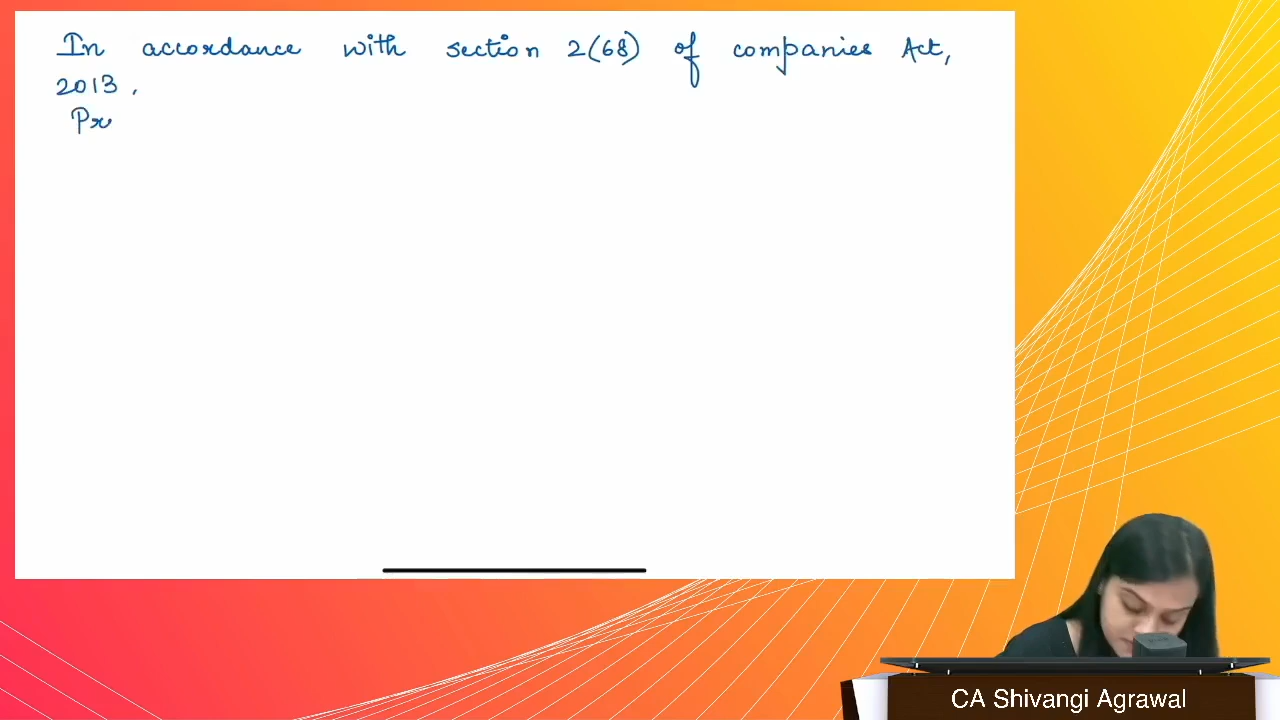 In accordance with section 2(68) of companies Act,
2013,
Pr
CA Shivangi Agrawal